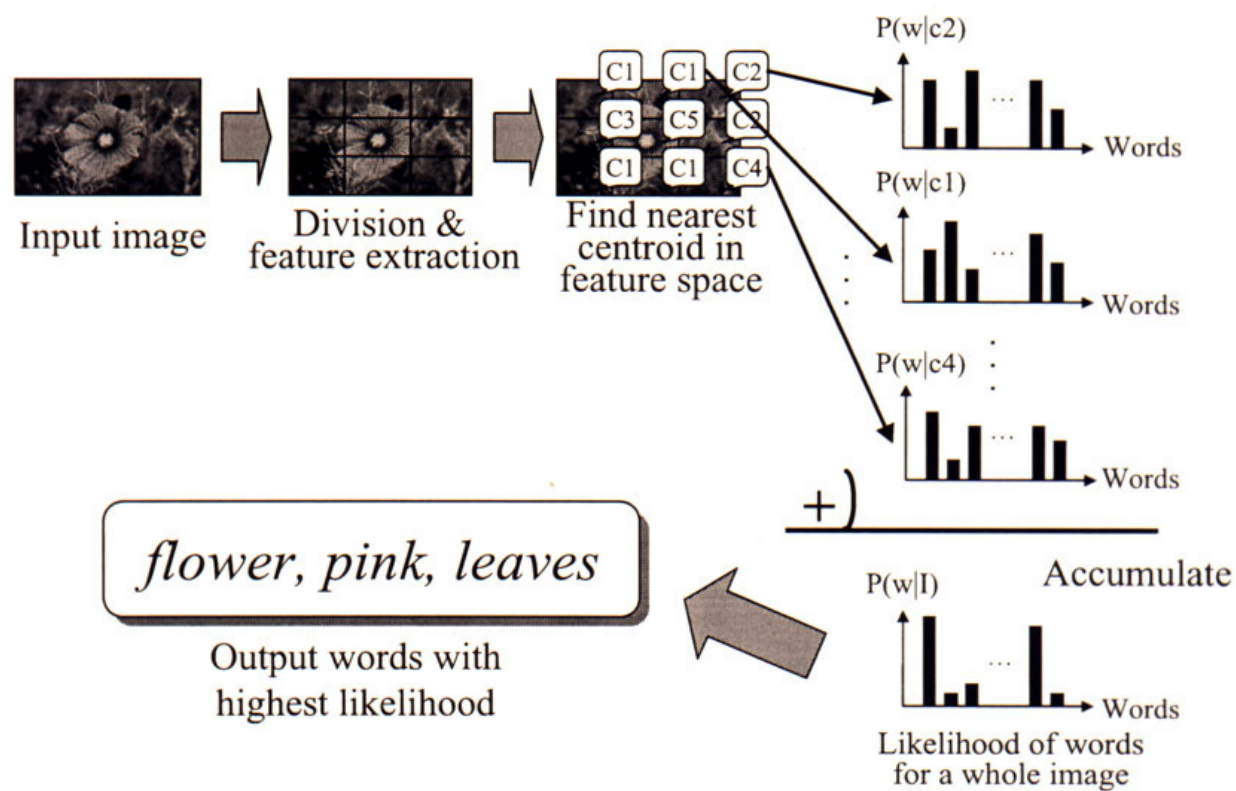 P(w|c2)
C1 C1 C2
C3 C5 C2
C1 C1 C4
...
Words
Input image
Division &
feature extraction
Find nearest
centroid in
feature space
P(w|c1)
...
Words
P(w|c4)
...
Words
+
Accumulate
P(w|I)
...
Words
Likelihood of words
for a whole image
flower, pink, leaves
Output words with
highest likelihood